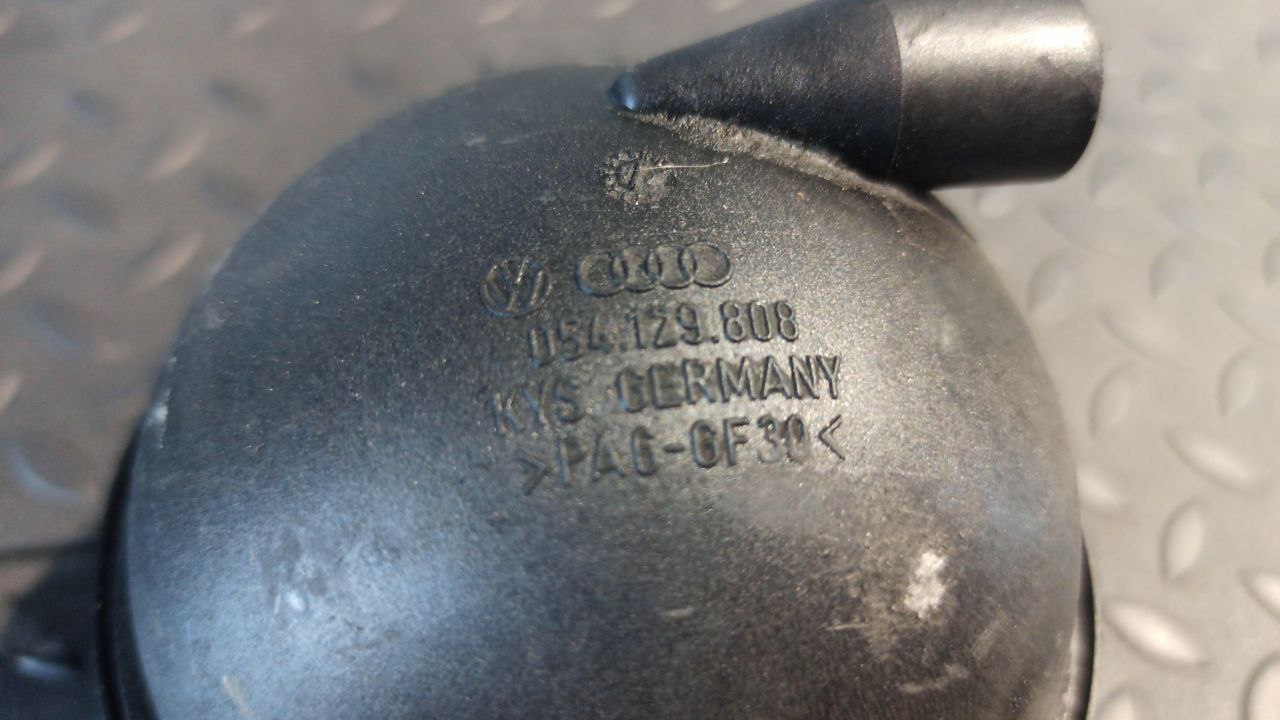 054.129.808
KYS GERMANY
>PA6-GF30<